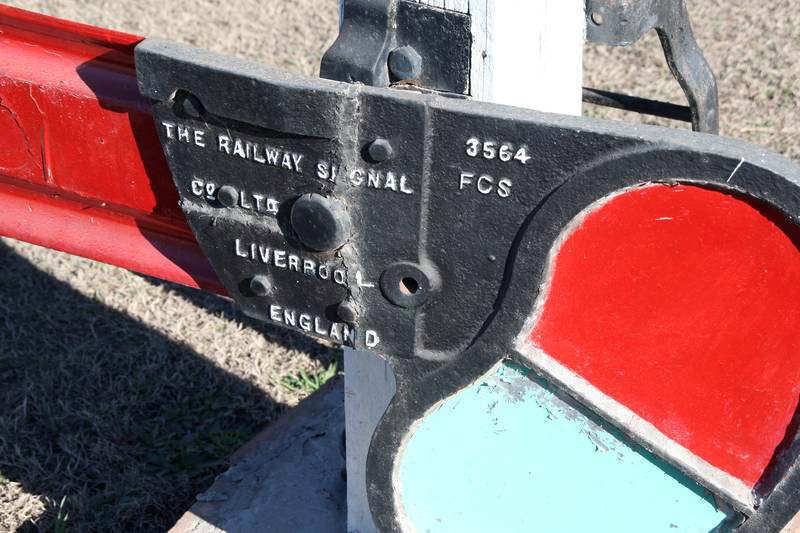 THE RAILWAY SIGNAL
Cº LTD
LIVERPOOL
ENGLAND
3564
FCS